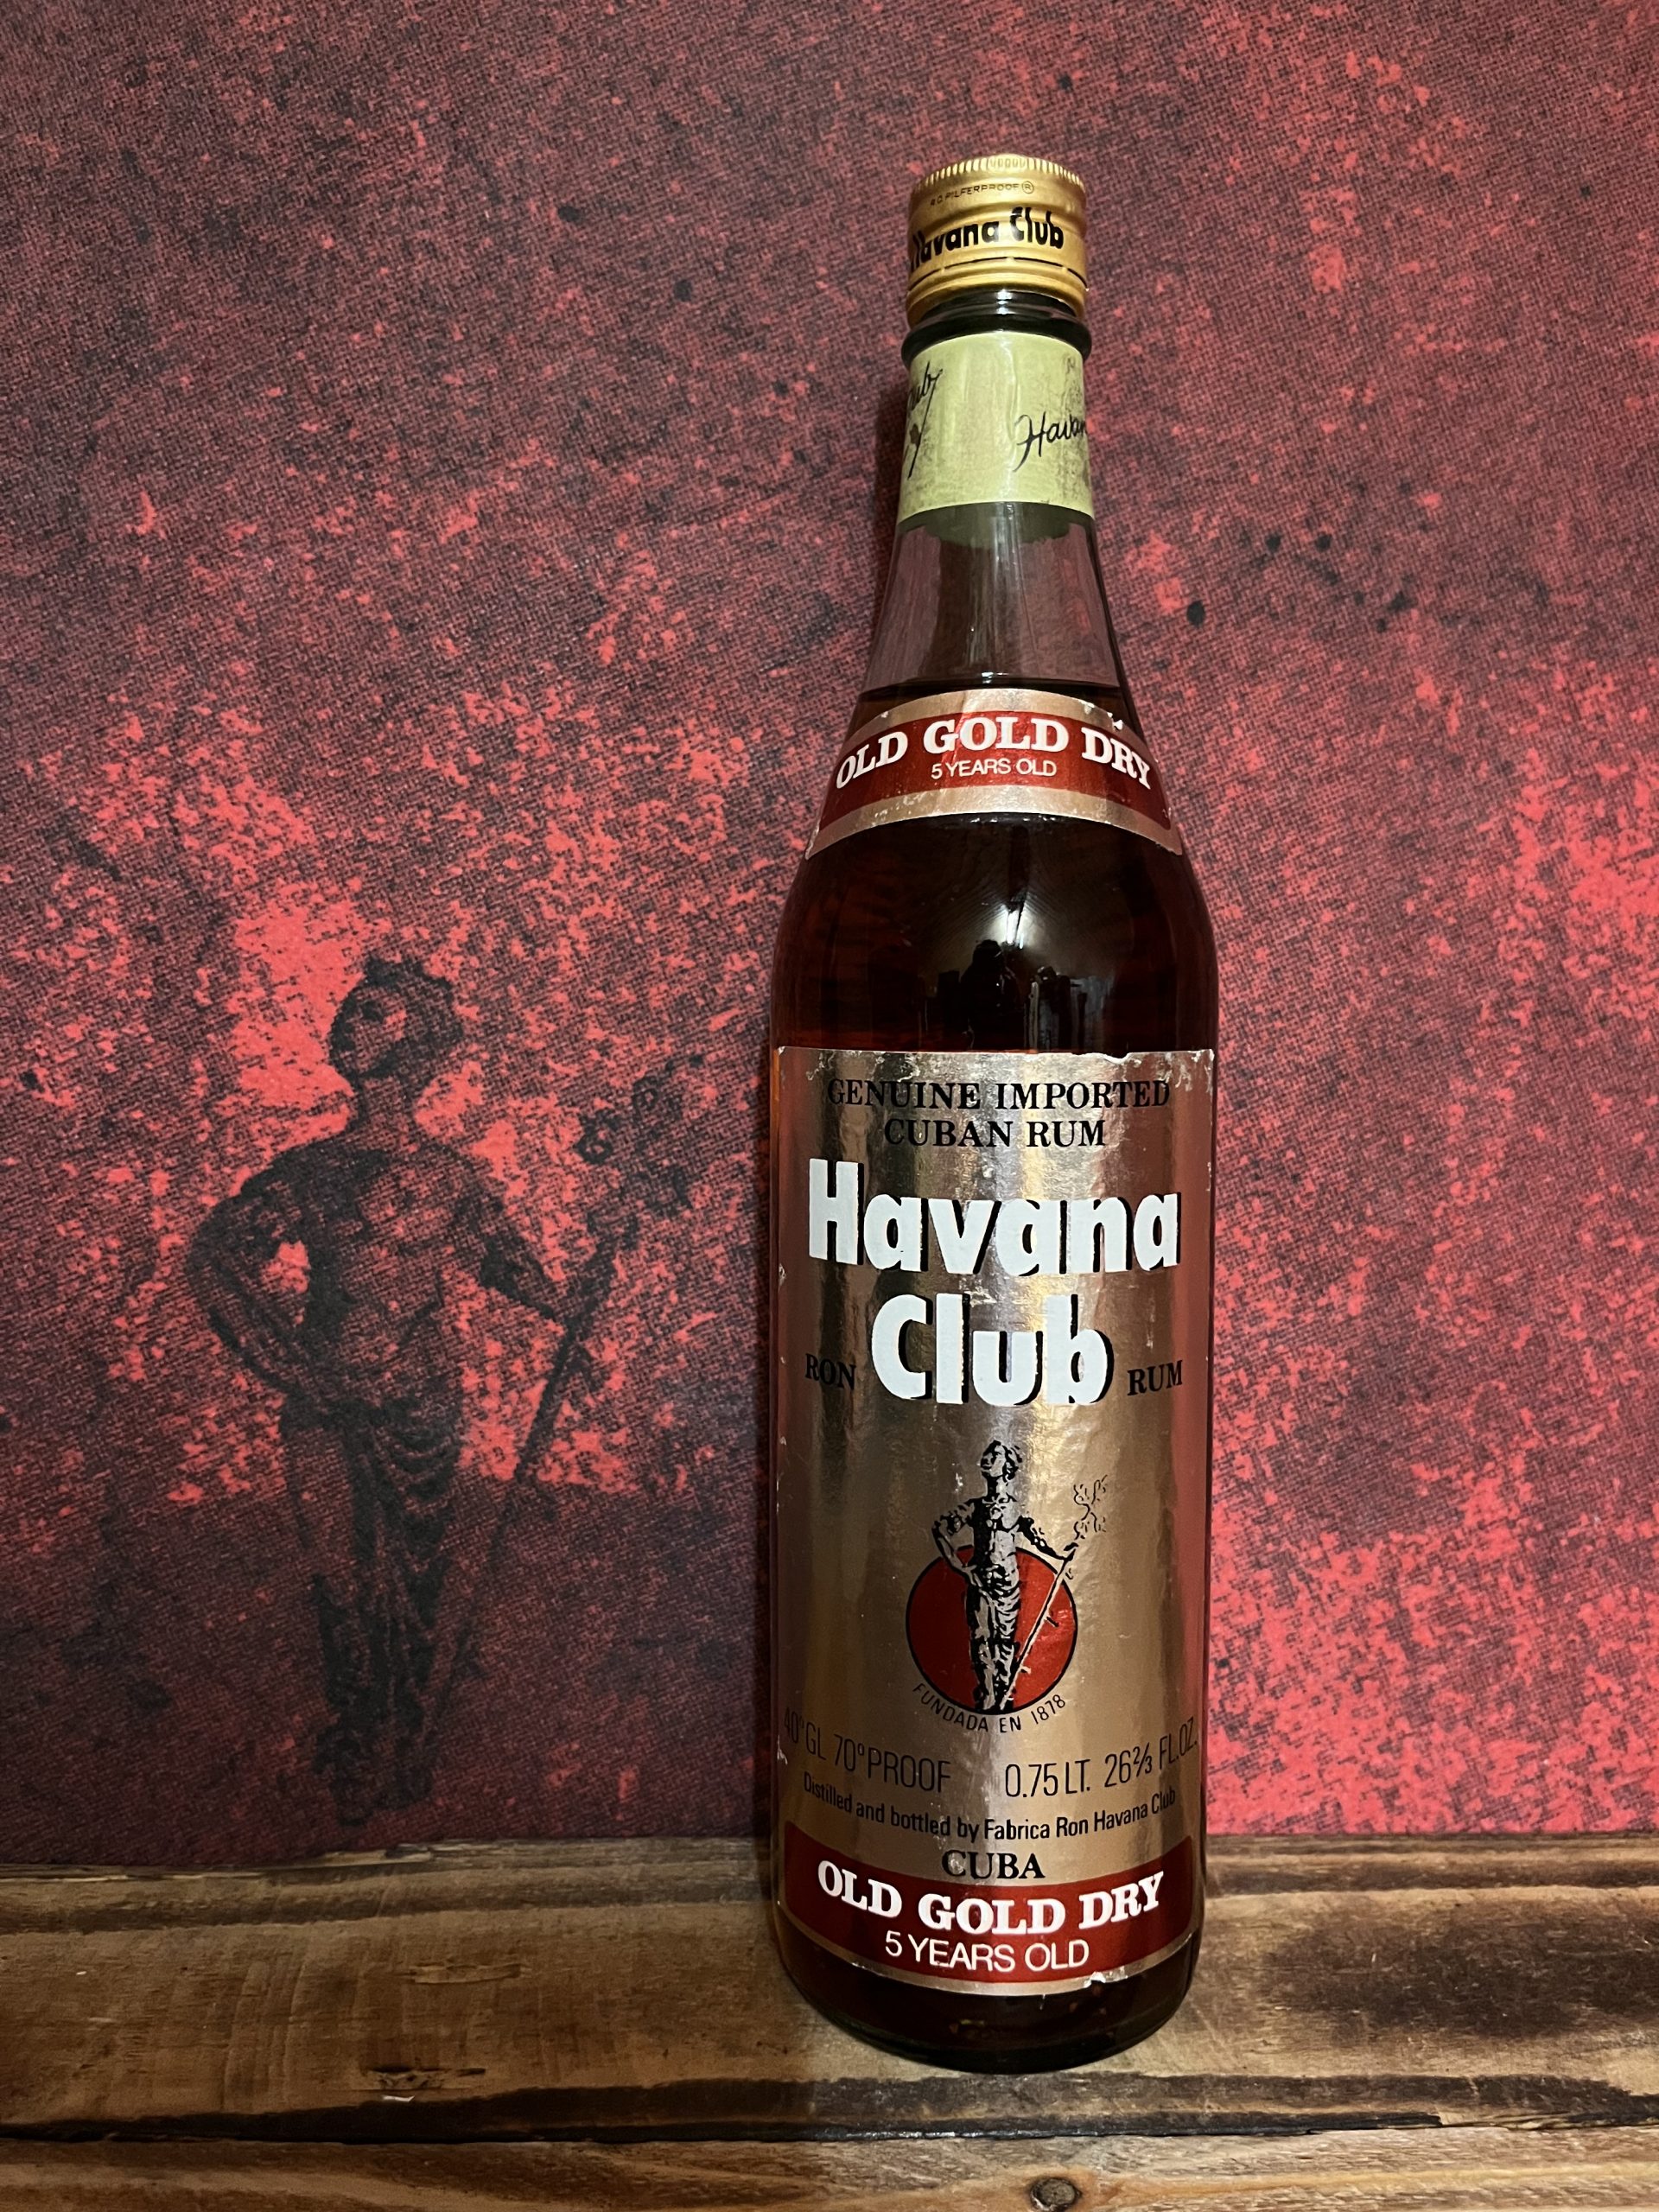 R.O. PILFERPROOF®
Havana Club
OLD GOLD DRY
5 YEARS OLD
GENUINE IMPORTED
CUBAN RUM
Havana
RON Club RUM
FUNDADA EN 1878
40°GL 70°PROOF 0.75 LT. 26⅔ FL.OZ.
Distilled and bottled by Fabrica Ron Havana Club
CUBA
OLD GOLD DRY
5 YEARS OLD